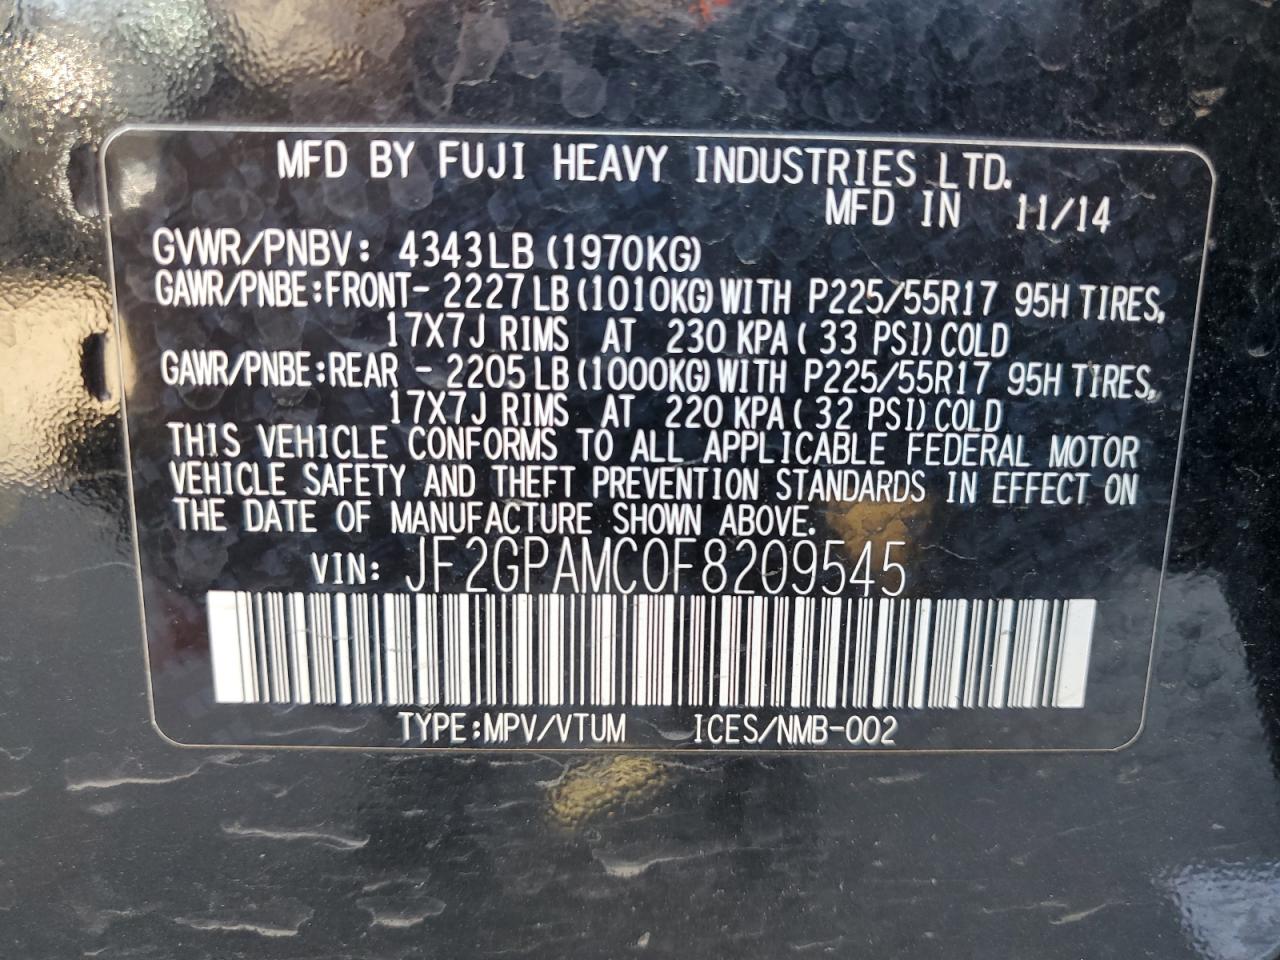 MFD BY FUJI HEAVY INDUSTRIES LTD.
MFD IN 11/14
GVWR/PNBV: 4343LB (1970KG)
GAWR/PNBE:FRONT- 2227LB(1010KG)WITH P225/55R17 95H TIRES,
17X7J RIMS AT 230 KPA( 33 PSI)COLD
GAWR/PNBE:REAR - 2205LB(1000KG)WITH P225/55R17 95H TIRES,
17X7J RIMS AT 220 KPA( 32 PSI)COLD
THIS VEHICLE CONFORMS TO ALL APPLICABLE FEDERAL MOTOR
VEHICLE SAFETY AND THEFT PREVENTION STANDARDS IN EFFECT ON
THE DATE OF MANUFACTURE SHOWN ABOVE.
VIN: JF2GPAMC0F8209545
TYPE:MPV/VTUM ICES/NMB-002